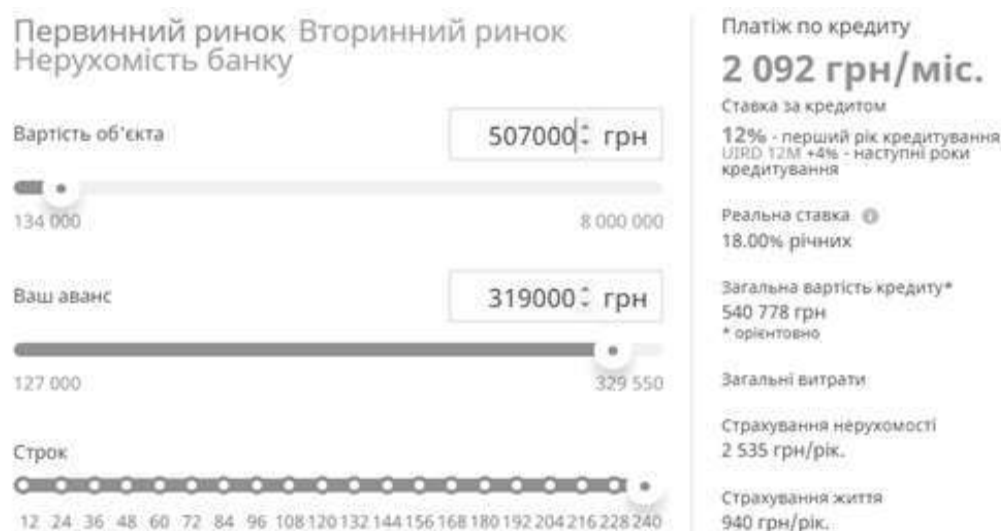 Первинний ринок Вторинний ринок
Нерухомість банку
Вартість об'єкта
507000 грн
134 000
8 000 000
Ваш аванс
319000 грн
127 000
329 550
Строк
12 24 36 48 60 72 84 96 108 120 132 144 156 168 180 192 204 216 228 240
Платіж по кредиту
2 092 грн/міс.
Ставка за кредитом
12% - перший рік кредитування
UIRD 12M +4% - наступні роки
кредитування
Реальна ставка
18.00% річних
Загальна вартість кредиту*
540 778 грн
* орієнтовно
Загальні витрати
Страхування нерухомості
2 535 грн/рік.
Страхування життя
940 грн/рік.